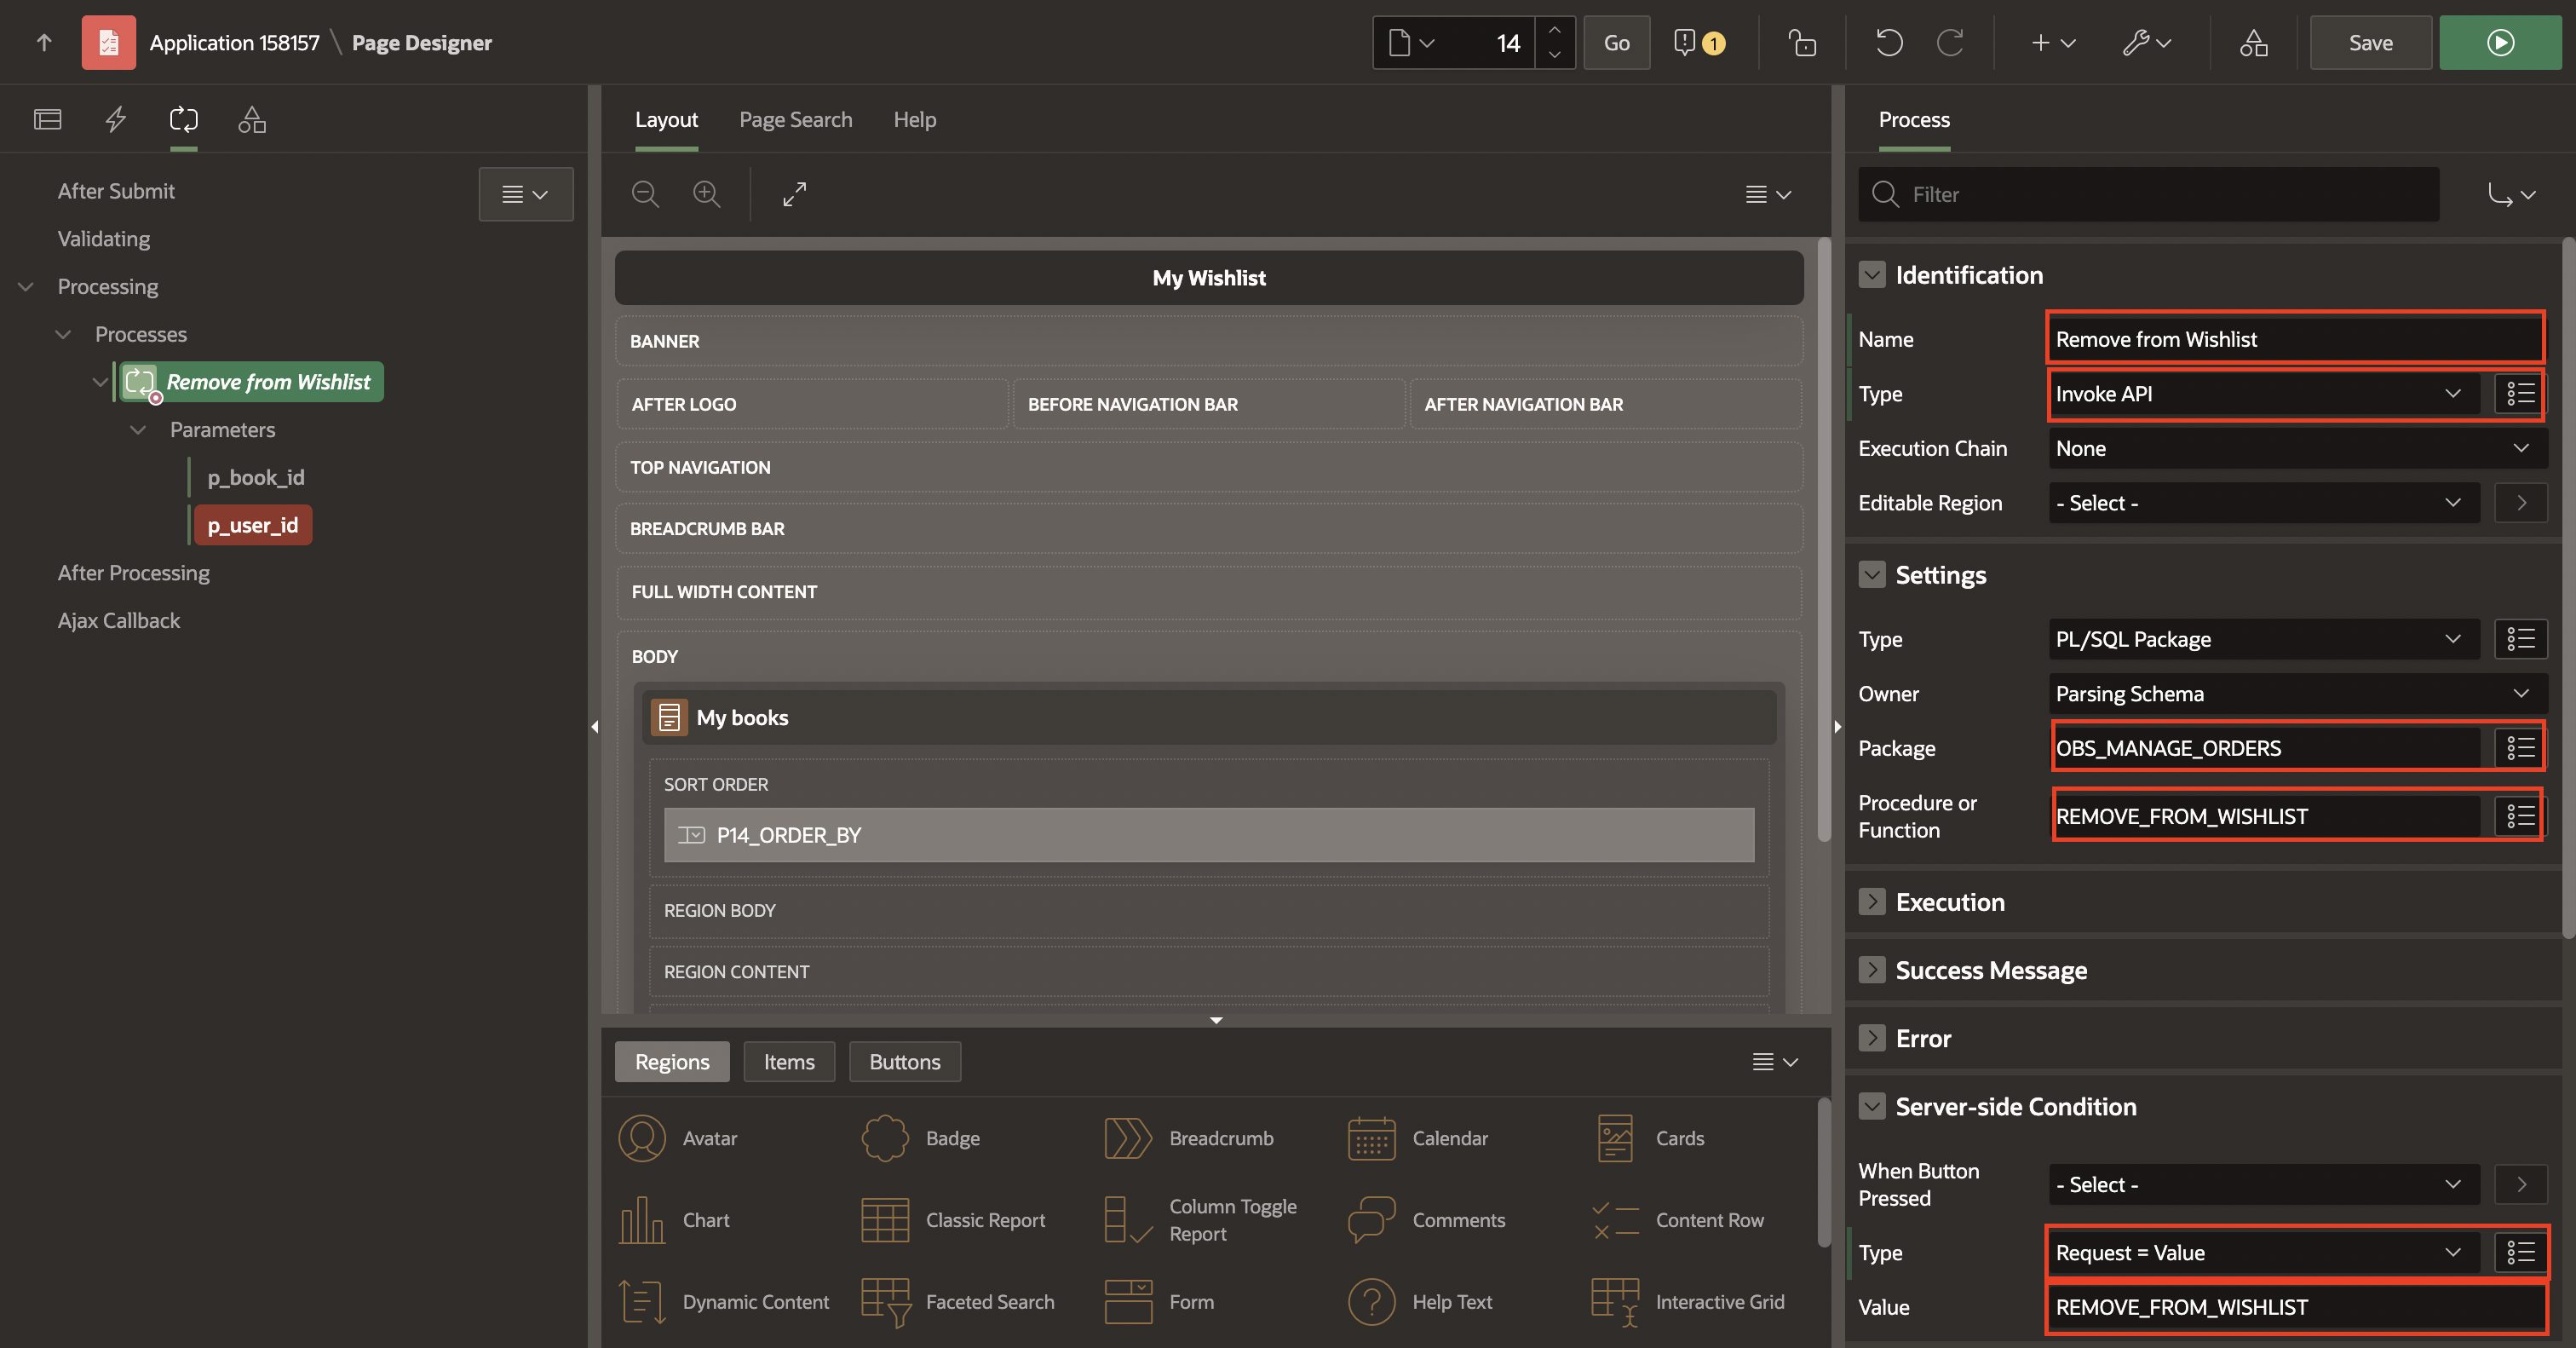 Application 158157 \ Page Designer
14
Go
1
Save
After Submit
Validating
Processing
Processes
Remove from Wishlist
Parameters
p_book_id
p_user_id
After Processing
Ajax Callback
Layout
Page Search
Help
My Wishlist
BANNER
AFTER LOGO
BEFORE NAVIGATION BAR
AFTER NAVIGATION BAR
TOP NAVIGATION
BREADCRUMB BAR
FULL WIDTH CONTENT
BODY
My books
SORT ORDER
P14_ORDER_BY
REGION BODY
REGION CONTENT
Regions
Items
Buttons
Avatar
Badge
Breadcrumb
Calendar
Cards
Chart
Classic Report
Column Toggle
Report
Comments
Content Row
Dynamic Content
Faceted Search
Form
Help Text
Interactive Grid
Process
Filter
Identification
Name
Remove from Wishlist
Type
Invoke API
Execution Chain
None
Editable Region
- Select -
Settings
Type
PL/SQL Package
Owner
Parsing Schema
Package
OBS_MANAGE_ORDERS
Procedure or
Function
REMOVE_FROM_WISHLIST
Execution
Success Message
Error
Server-side Condition
When Button
Pressed
- Select -
Type
Request = Value
Value
REMOVE_FROM_WISHLIST